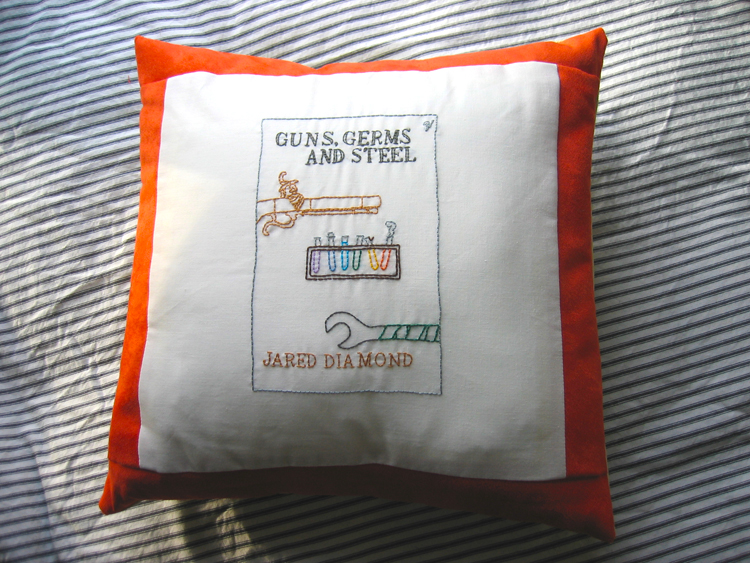 GUNS, GERMS
AND STEEL
JARED DIAMOND